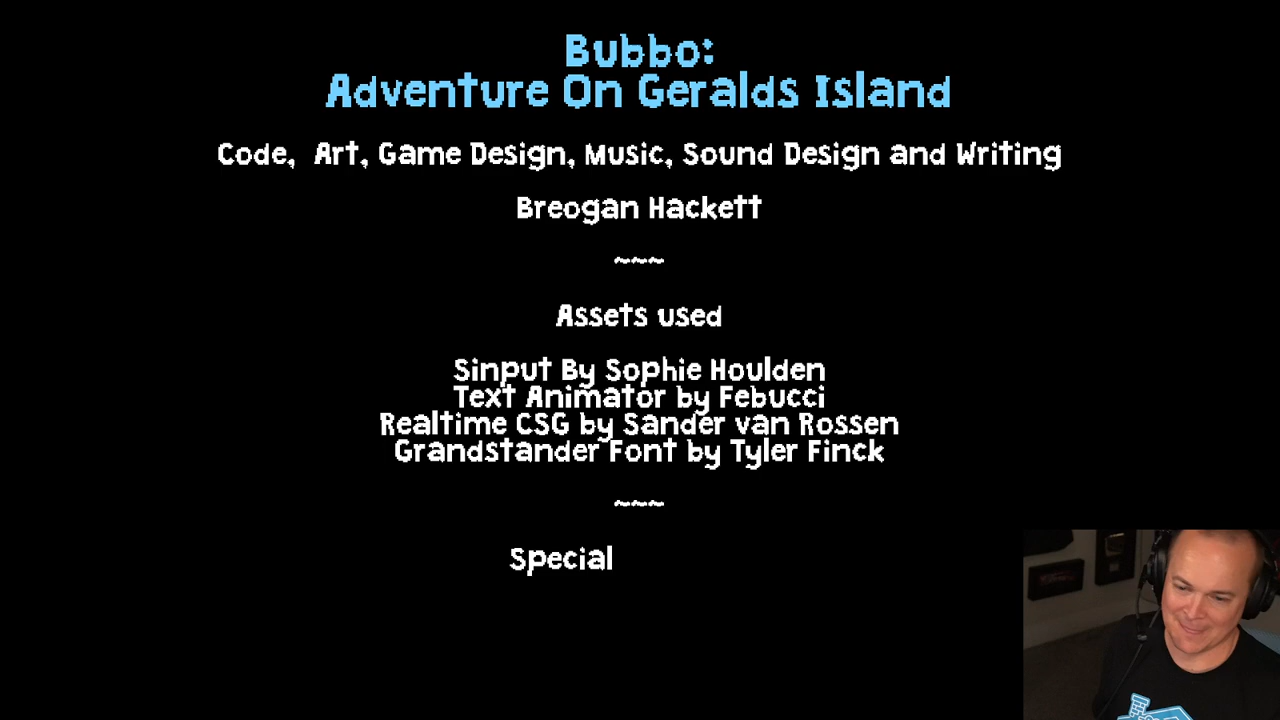 Bubbo:
Adventure On Geralds Island
Code, Art, Game Design, Music, Sound Design and Writing
Breogan Hackett
~~~
Assets used
Sinput By Sophie Houlden
Text Animator by Febucci
Realtime CSG by Sander van Rossen
Grandstander Font by Tyler Finck
~~~
Special